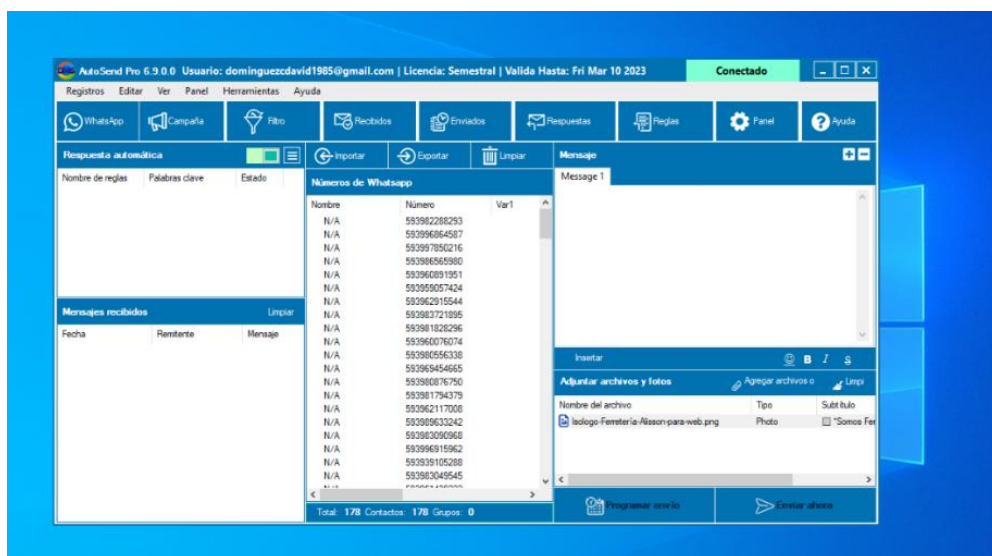 AutoSend Pro 6.9.0.0 Usuario: dominguezcdavid1985@gmail.com | Licencia: Semestral | Valida Hasta: Fri Mar 10 2023
Conectado
Registros Editar Ver Panel Herramientas Ayuda
WhatsApp Campaña Filtro Recibidos Enviados Respuestas Reglas Panel Ayuda
Respuesta automática
Nombre de reglas Palabras clave Estado
Mensajes recibidos Limpiar
Fecha Remitente Mensaje
Importar Exportar Limpiar
Números de Whatsapp
Nombre Número Var1
N/A 593982288293
N/A 593996864587
N/A 593997850216
N/A 593986565980
N/A 593960891951
N/A 593959057424
N/A 593962915544
N/A 593983721895
N/A 593981828296
N/A 593960076074
N/A 593980556338
N/A 593969454665
N/A 593980876750
N/A 593981794379
N/A 593962117008
N/A 593989633242
N/A 593983090968
N/A 593996915962
N/A 593939105288
N/A 593983049545
Total: 178 Contactos: 178 Grupos: 0
Mensaje
Message 1
Insertar B I S
Adjuntar archivos y fotos Agregar archivos o Limpi
Nombre del archivo Tipo Subtítulo
Isologo-Ferretería-Alisson-para-web.png Photo "Somos Fer
Programar envío Enviar ahora